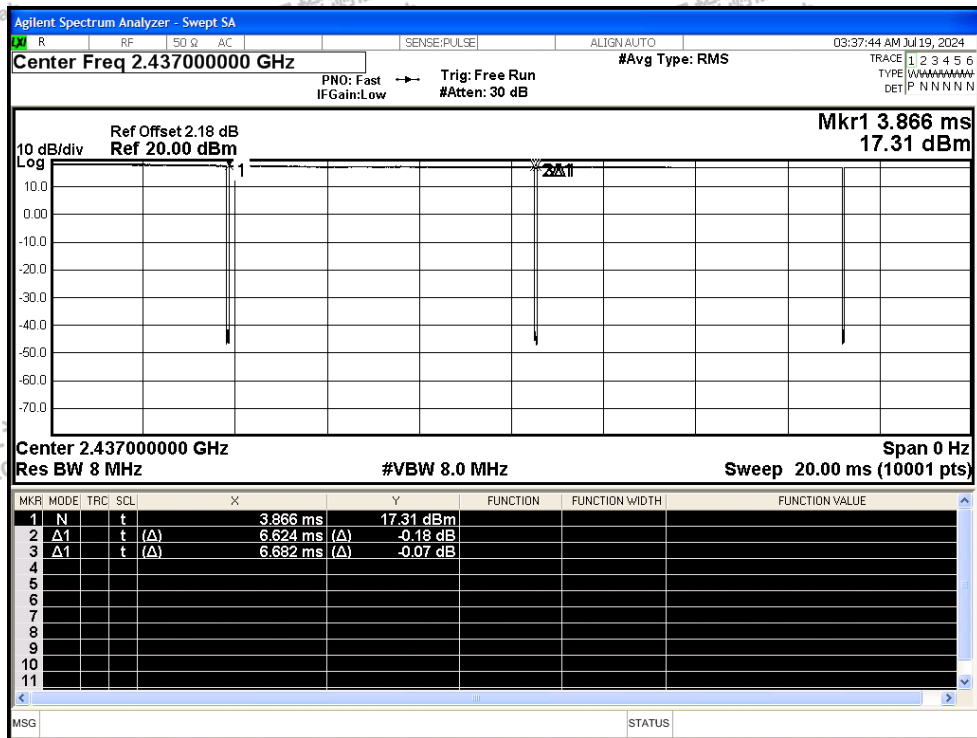 Agilent Spectrum Analyzer - Swept SA
LXI R RF 50 Ω AC SENSE:PULSE ALIGN AUTO 03:37:44 AM Jul 19, 2024
Center Freq 2.437000000 GHz #Avg Type: RMS TRACE 1 2 3 4 5 6
PNO: Fast Trig: Free Run TYPE WWWWWW
IFGain:Low #Atten: 30 dB DET P N N N N N
Mkr1 3.866 ms
Ref Offset 2.18 dB
10 dB/div Ref 20.00 dBm 17.31 dBm
Log
1
3Δ1
10.0
0.00
-10.0
-20.0
-30.0
-40.0
-50.0
-60.0
-70.0
Center 2.437000000 GHz Span 0 Hz
Res BW 8 MHz #VBW 8.0 MHz Sweep 20.00 ms (10001 pts)
MKR MODE TRC SCL X Y FUNCTION FUNCTION WIDTH FUNCTION VALUE
1 N t 3.866 ms 17.31 dBm
2 Δ1 t (Δ) 6.624 ms (Δ) -0.18 dB
3 Δ1 t (Δ) 6.682 ms (Δ) -0.07 dB
4
5
6
7
8
9
10
11
MSG STATUS